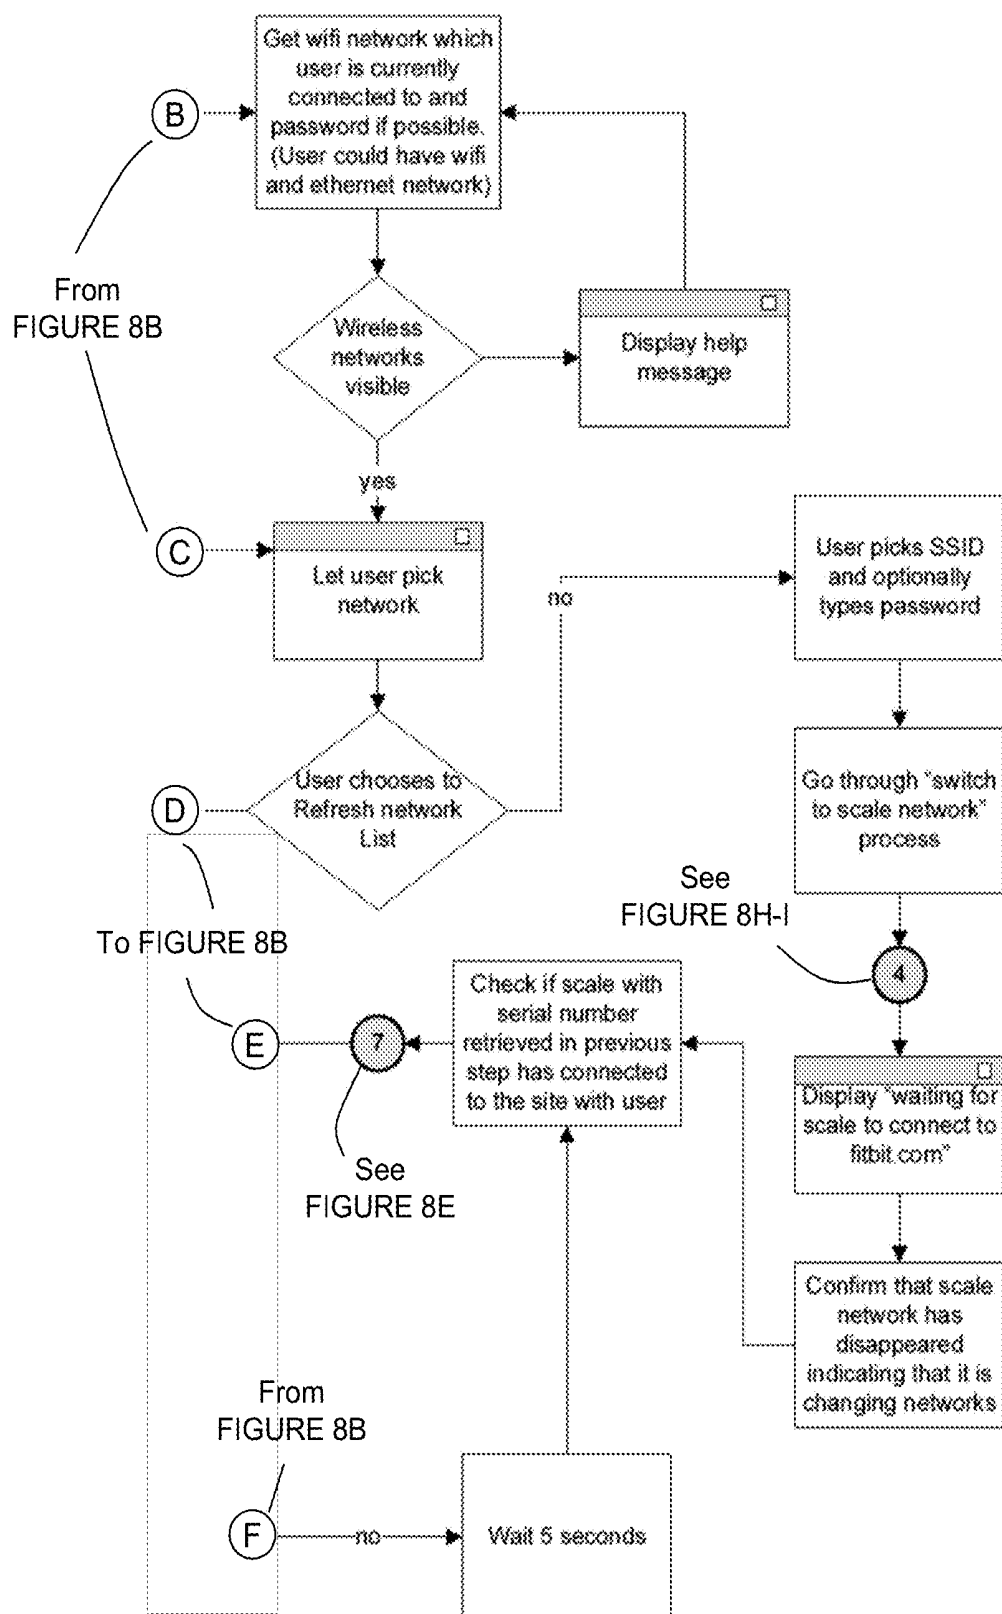 Get wifi network which
user is currently
connected to and
password if possible.
(User could have wifi
and ethernet network)
B
From
FIGURE 8B
Wireless
networks
visible
Display help
message
yes
C
Let user pick
network
no
User picks SSID
and optionally
types password
D
User chooses to
Refresh network
List
Go through "switch
to scale network"
process
See
FIGURE 8H-I
4
To FIGURE 8B
E
7
Check if scale with
serial number
retrieved in previous
step has connected
to the site with user
Display "waiting for
scale to connect to
fitbit.com"
See
FIGURE 8E
Confirm that scale
network has
disappeared
indicating that it is
changing networks
From
FIGURE 8B
F
no
Wait 5 seconds